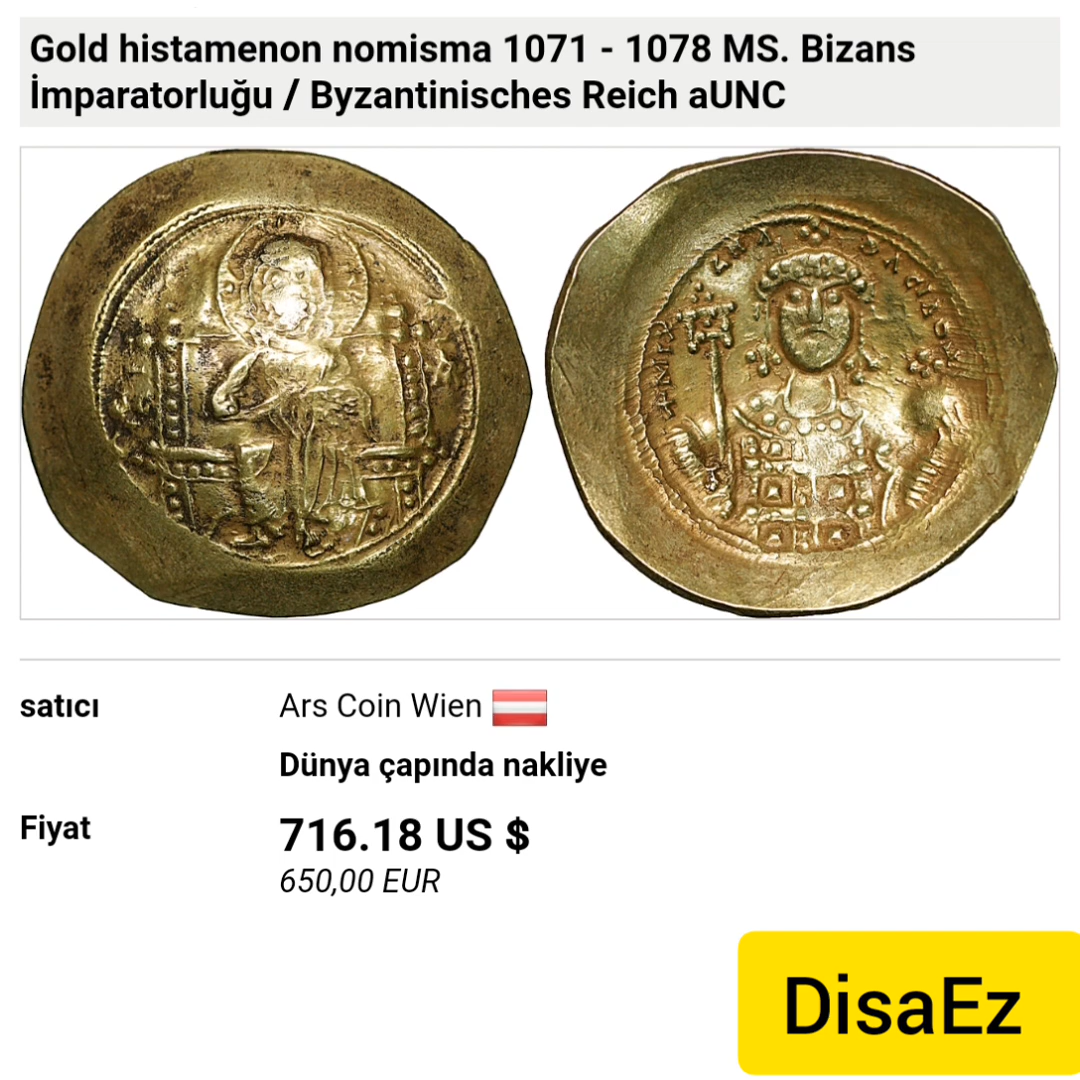 Gold histamenon nomisma 1071 - 1078 MS. Bizans
İmparatorluğu / Byzantinisches Reich aUNC
satıcı
Ars Coin Wien
Dünya çapında nakliye
Fiyat
716.18 US $
650,00 EUR
DisaEz